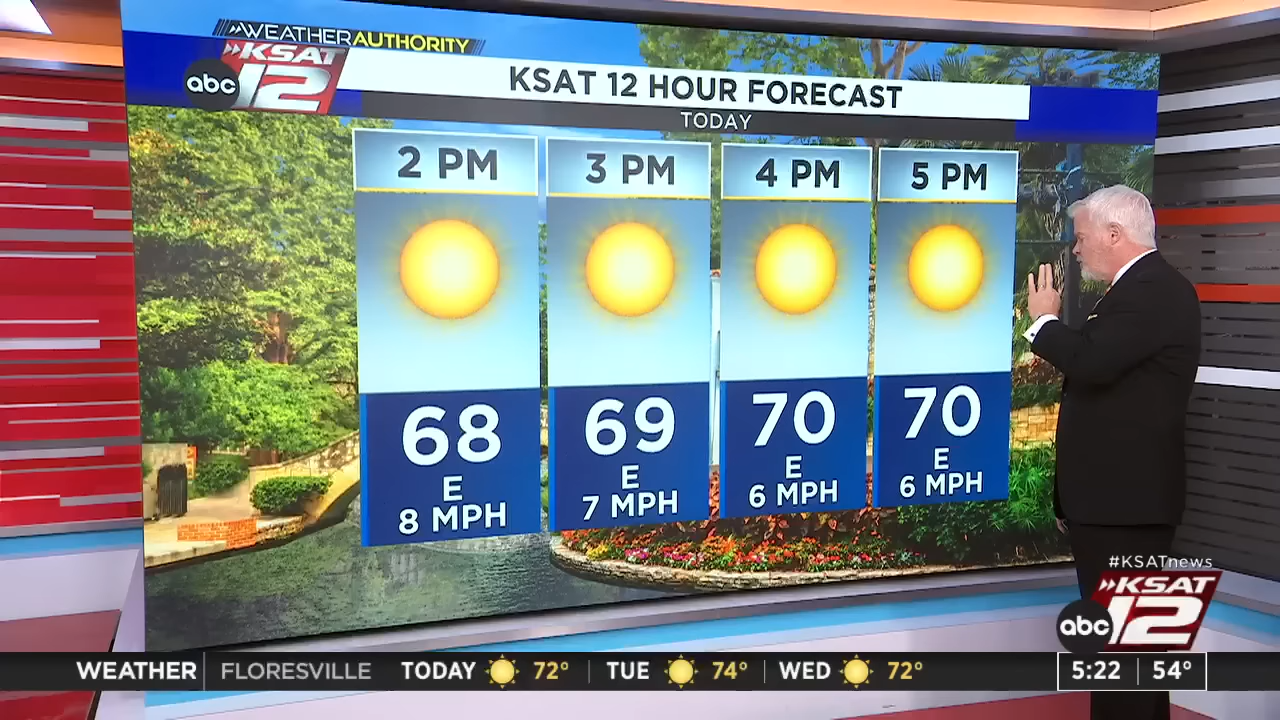 WEATHERAUTHORITY
KSAT
abc 12
KSAT 12 HOUR FORECAST
TODAY
2 PM
68
E
8 MPH
3 PM
69
E
7 MPH
4 PM
70
E
6 MPH
5 PM
70
E
6 MPH
#KSATnews
KSAT
abc 12
WEATHER FLORESVILLE TODAY 72° TUE 74° WED 72° 5:22 54°